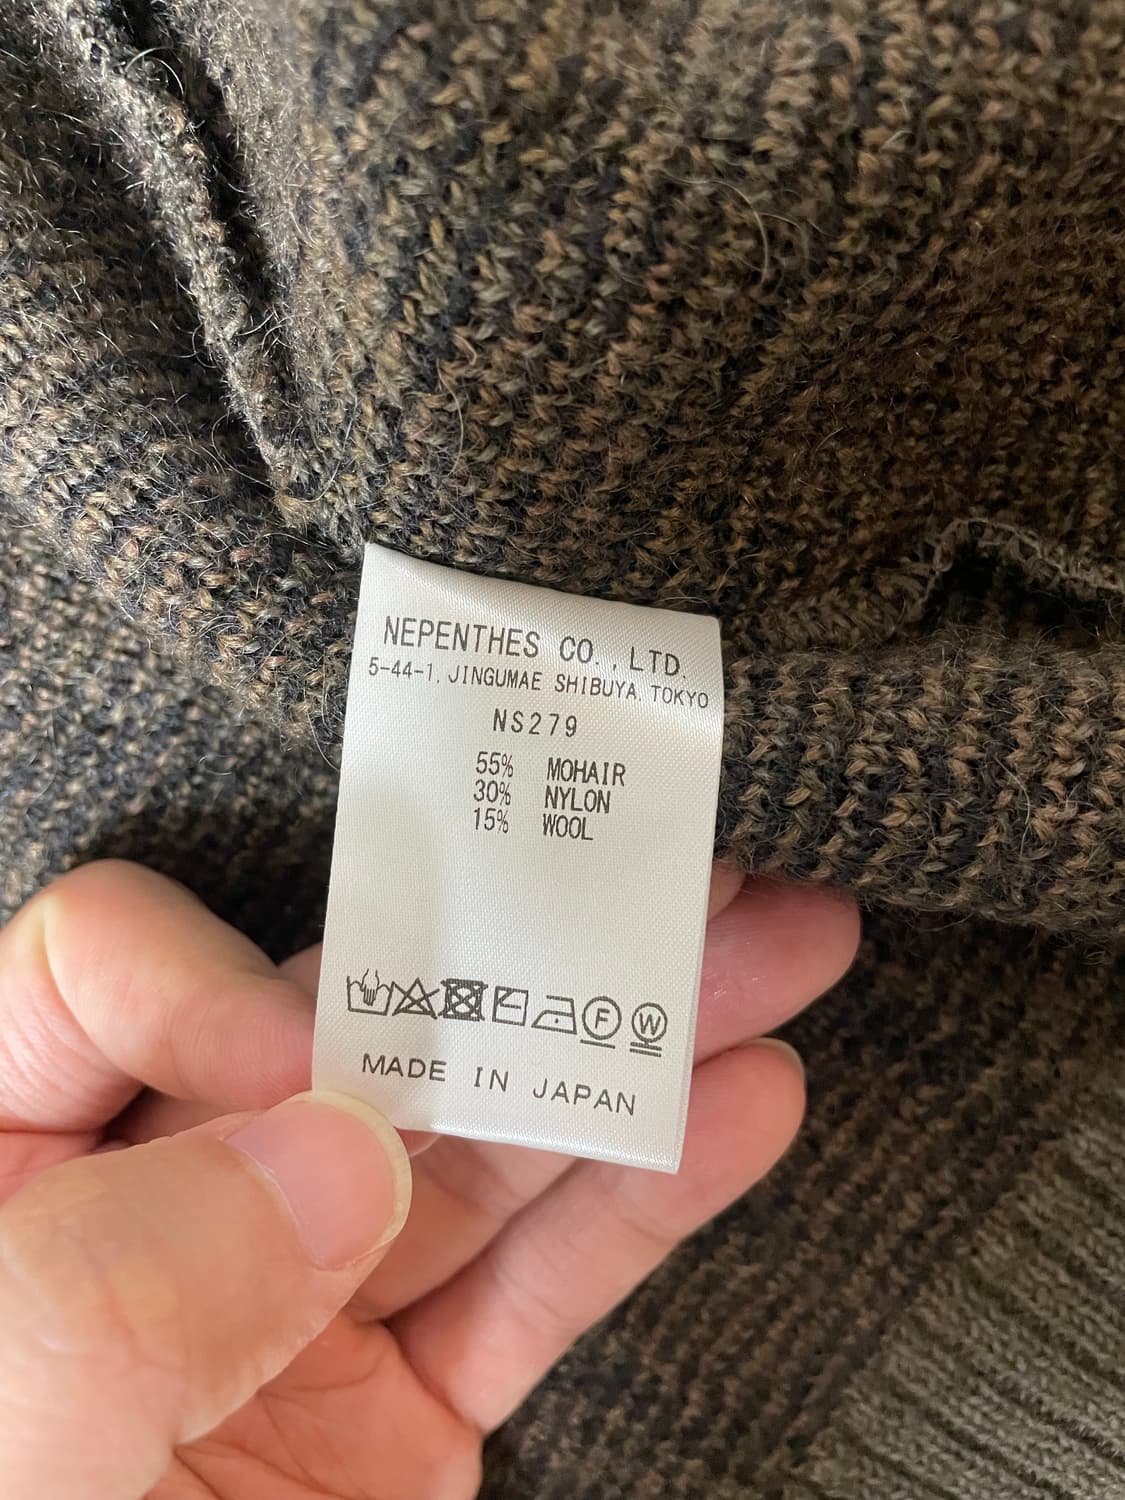 NEPENTHES CO.,LTD.
5-44-1, JINGUMAE SHIBUYA, TOKYO
NS279
55% MOHAIR
30% NYLON
15% WOOL
F W
MADE IN JAPAN